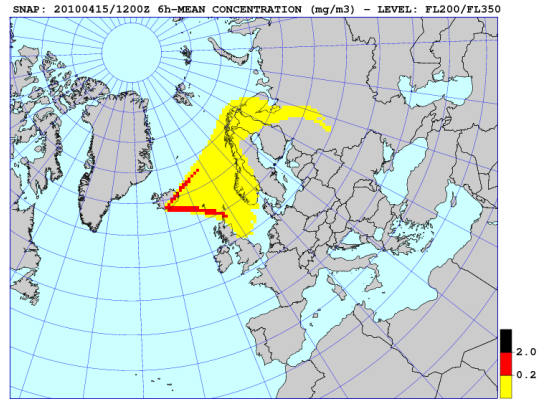 SNAP: 20100415/1200Z 6h-MEAN CONCENTRATION (mg/m3) - LEVEL: FL200/FL350
2.0
0.2